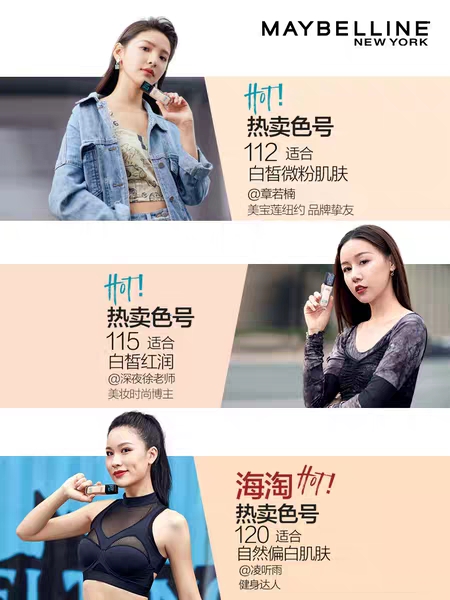 MAYBELLINE
NEW YORK
HOT!
热卖色号
112 适合
白皙微粉肌肤
@章若楠
美宝莲纽约 品牌挚友
HOT!
热卖色号
115 适合
白皙红润
@深夜徐老师
美妆时尚博主
海淘 HOT!
热卖色号
120 适合
自然偏白肌肤
@凌听雨
健身达人